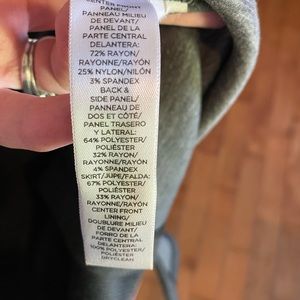 CENTER FRONT
PANEL/
PANNEAU MILIEU
DE DEVANT/
PANEL DE LA
PARTE CENTRAL
DELANTERA:
72% RAYON/
RAYONNE/RAYÓN
25% NYLON/NILÓN
3% SPANDEX
BACK &
SIDE PANEL/
PANNEAU DE
DOS ET CÔTÉ/
PANEL TRASERO
Y LATERAL:
64% POLYESTER/
POLIÉSTER
32% RAYON/
RAYONNE/RAYÓN
4% SPANDEX
SKIRT/JUPE/FALDA:
67% POLYESTER/
POLIÉSTER
33% RAYON/
RAYONNE/RAYÓN
CENTER FRONT
LINING/
DOUBLURE MILIEU
DE DEVANT/
FORRO DE LA
PARTE CENTRAL
DELANTERA:
100% POLYESTER/
POLIÉSTER
DRYCLEAN